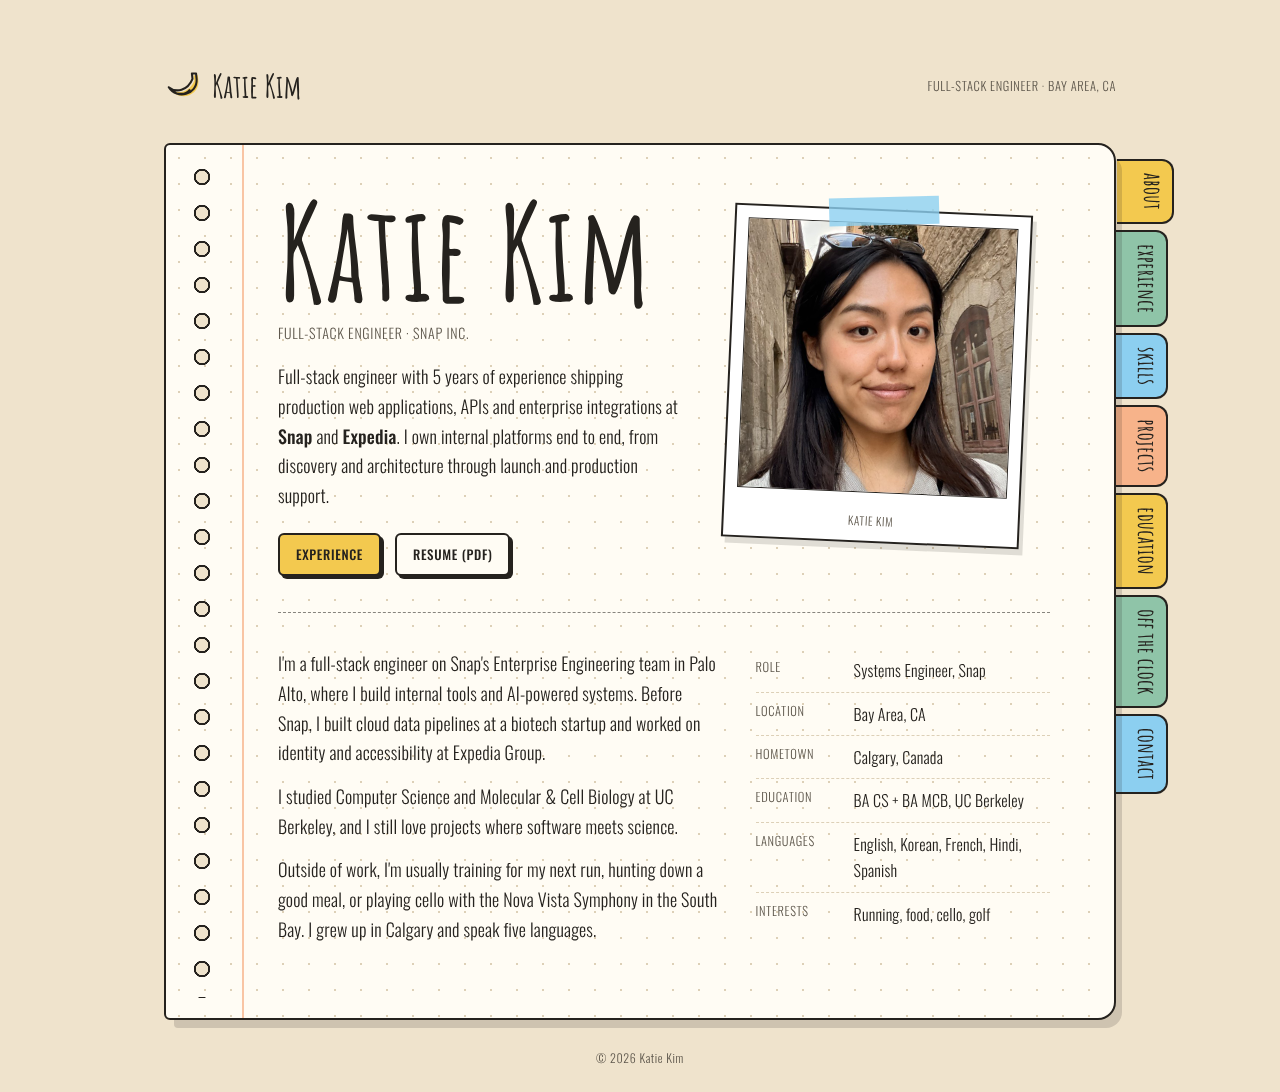 Katie Kim
FULL-STACK ENGINEER · BAY AREA, CA
Katie Kim
FULL-STACK ENGINEER · SNAP INC.
Full-stack engineer with 5 years of experience shipping
production web applications, APIs and enterprise integrations at
Snap and Expedia. I own internal platforms end to end, from
discovery and architecture through launch and production
support.
EXPERIENCE
RESUME (PDF)
KATIE KIM
I'm a full-stack engineer on Snap's Enterprise Engineering team in Palo
Alto, where I build internal tools and AI-powered systems. Before
Snap, I built cloud data pipelines at a biotech startup and worked on
identity and accessibility at Expedia Group.
I studied Computer Science and Molecular & Cell Biology at UC
Berkeley, and I still love projects where software meets science.
Outside of work, I'm usually training for my next run, hunting down a
good meal, or playing cello with the Nova Vista Symphony in the South
Bay. I grew up in Calgary and speak five languages.
ROLE
Systems Engineer, Snap
LOCATION
Bay Area, CA
HOMETOWN
Calgary, Canada
EDUCATION
BA CS + BA MCB, UC Berkeley
LANGUAGES
English, Korean, French, Hindi,
Spanish
INTERESTS
Running, food, cello, golf
ABOUT
EXPERIENCE
SKILLS
PROJECTS
EDUCATION
OFF THE CLOCK
CONTACT
© 2026 Katie Kim